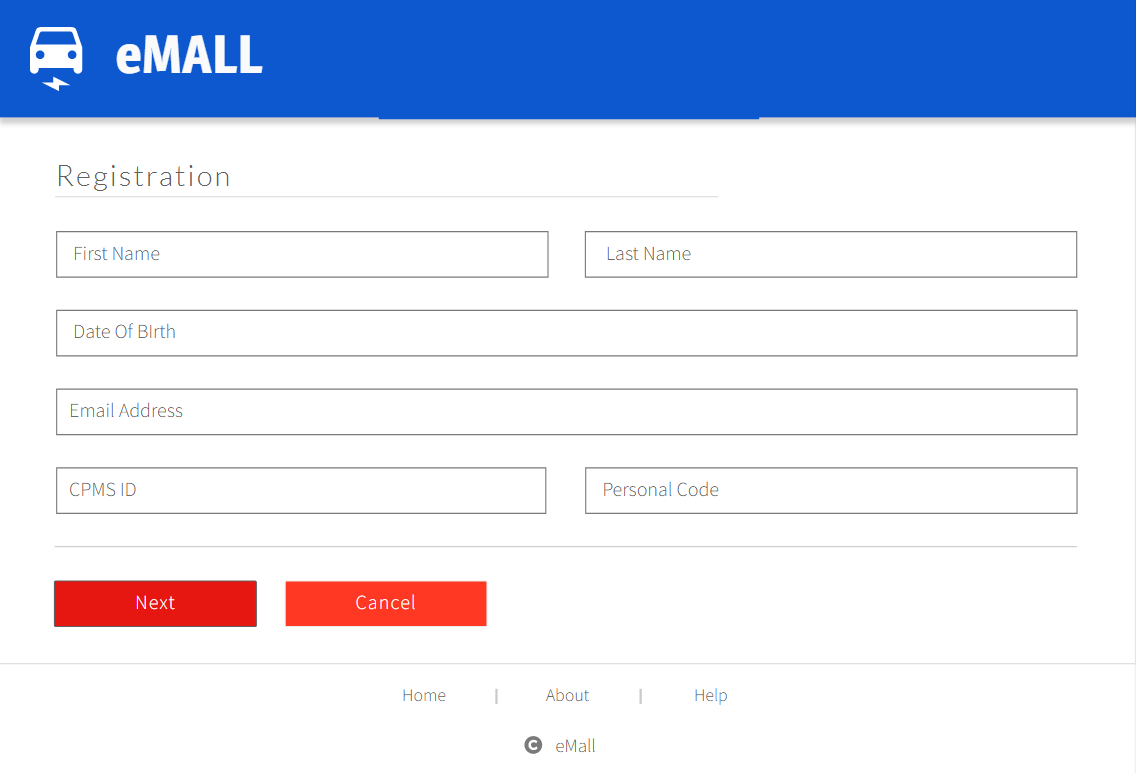 eMALL
Registration
First Name
Last Name
Date Of BIrth
Email Address
CPMS ID
Personal Code
Next
Cancel
Home | About | Help
© eMall